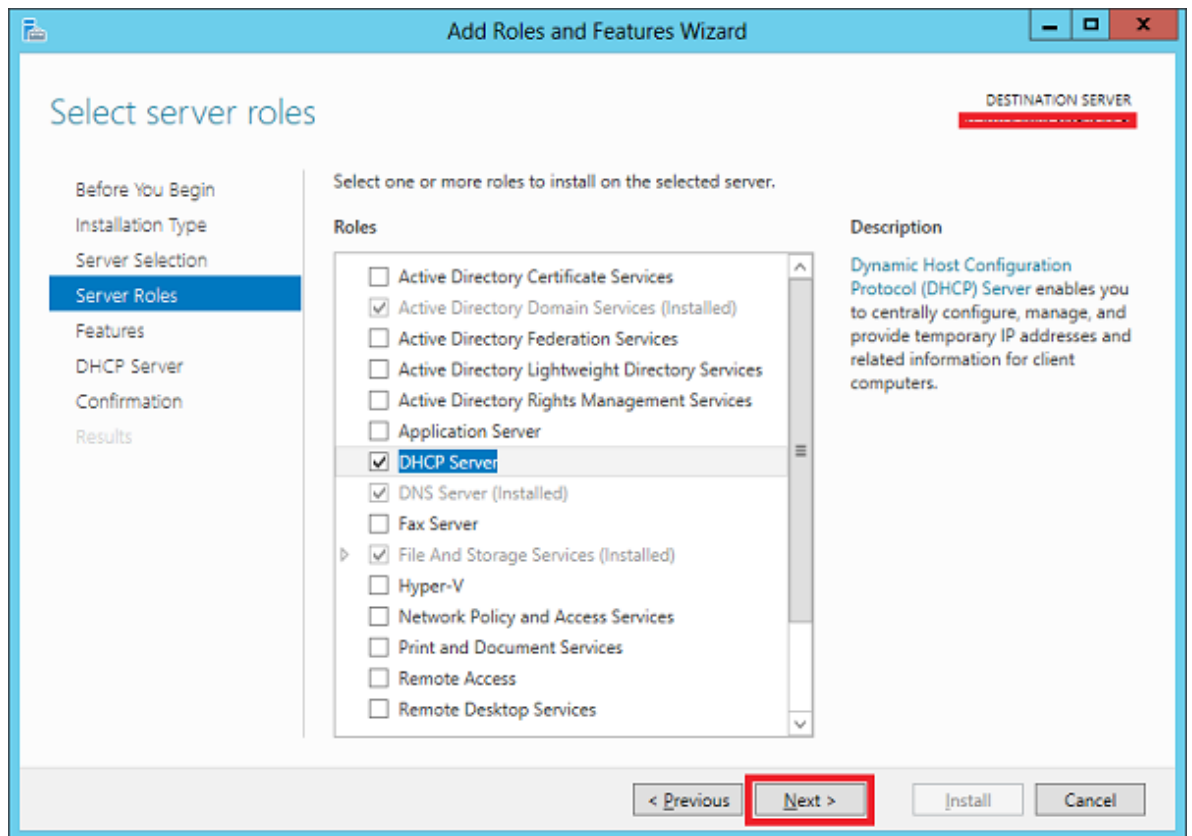 Add Roles and Features Wizard
Select server roles
DESTINATION SERVER
Before You Begin
Installation Type
Server Selection
Server Roles
Features
DHCP Server
Confirmation
Results
Select one or more roles to install on the selected server.
Roles
Active Directory Certificate Services
Active Directory Domain Services (Installed)
Active Directory Federation Services
Active Directory Lightweight Directory Services
Active Directory Rights Management Services
Application Server
DHCP Server
DNS Server (Installed)
Fax Server
File And Storage Services (Installed)
Hyper-V
Network Policy and Access Services
Print and Document Services
Remote Access
Remote Desktop Services
Description
Dynamic Host Configuration
Protocol (DHCP) Server enables you
to centrally configure, manage, and
provide temporary IP addresses and
related information for client
computers.
< Previous
Next >
Install
Cancel